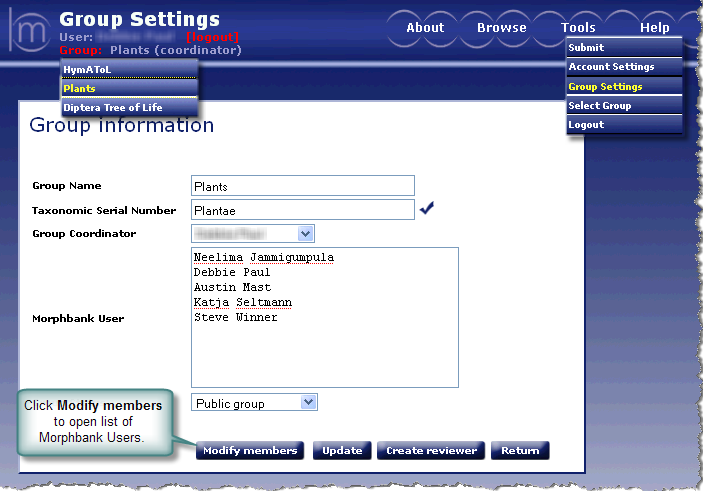 m
Group Settings
User: [logout]
Group: Plants (coordinator)
HymAToL
Plants
Diptera Tree of Life
About Browse Tools Help
Submit
Account Settings
Group Settings
Select Group
Logout
Group information
Group Name Plants
Taxonomic Serial Number Plantae
Group Coordinator
Morphbank User
Neelima Jammigumpula
Debbie Paul
Austin Mast
Katja Seltmann
Steve Winner
Public group
Click Modify members
to open list of
Morphbank Users.
Modify members Update Create reviewer Return